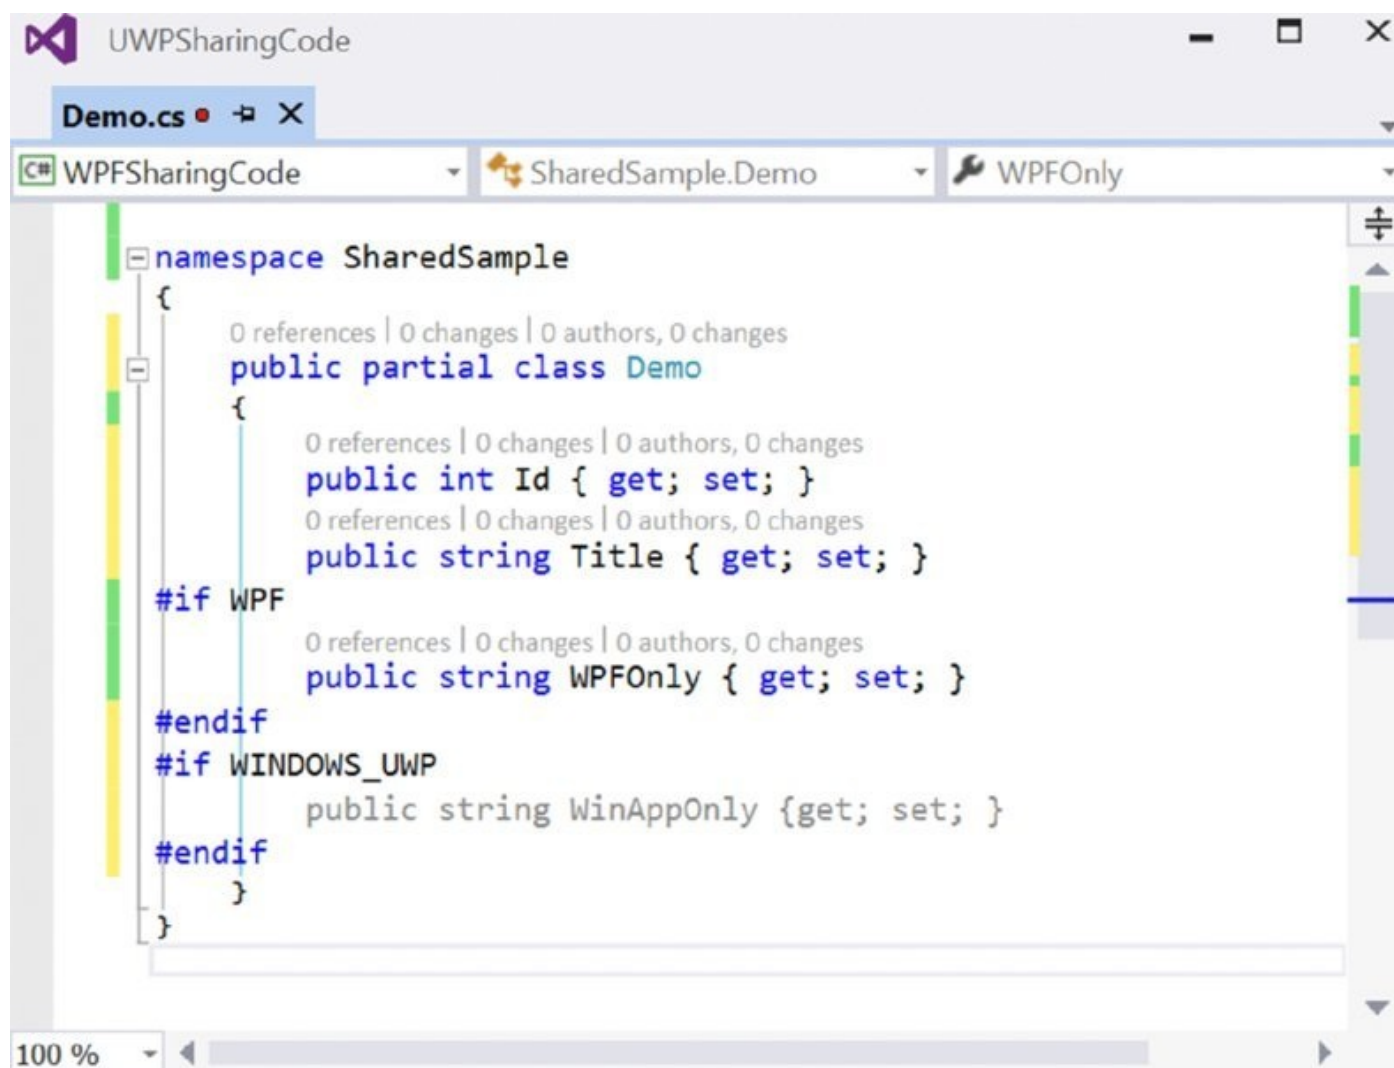 UWPSharingCode
Demo.cs
WPFSharingCode SharedSample.Demo WPFOnly
namespace SharedSample
{
0 references | 0 changes | 0 authors, 0 changes
public partial class Demo
{
0 references | 0 changes | 0 authors, 0 changes
public int Id { get; set; }
0 references | 0 changes | 0 authors, 0 changes
public string Title { get; set; }
#if WPF
0 references | 0 changes | 0 authors, 0 changes
public string WPFOnly { get; set; }
#endif
#if WINDOWS_UWP
public string WinAppOnly {get; set; }
#endif
}
}
100 %